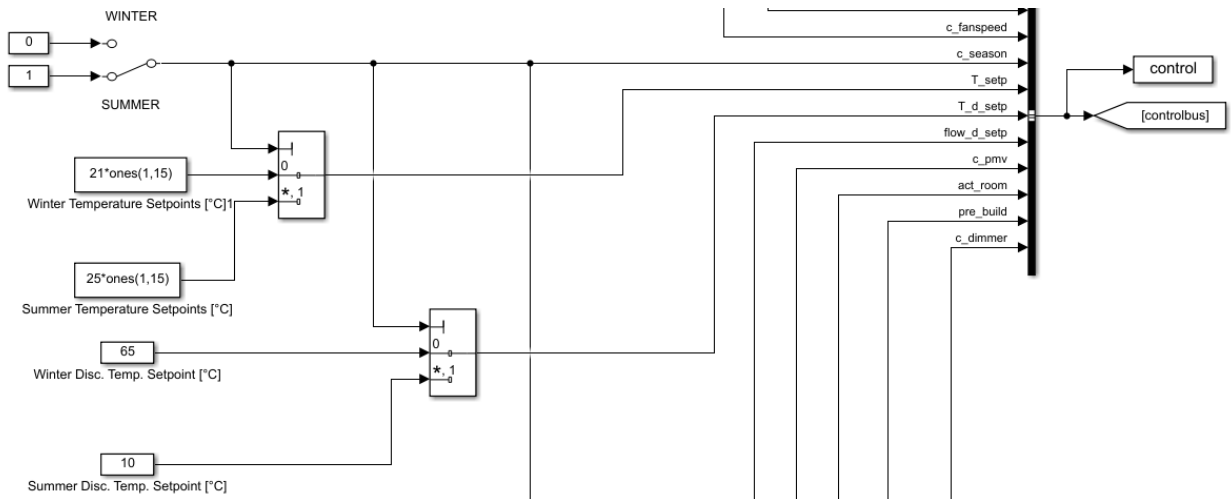 WINTER
0
1
SUMMER
c_fanspeed
c_season
T_setp
T_d_setp
flow_d_setp
c_pmv
act_room
pre_build
c_dimmer
control
[controlbus]
21*ones(1,15)
Winter Temperature Setpoints [°C]1
0
*, 1
25*ones(1,15)
Summer Temperature Setpoints [°C]
65
Winter Disc. Temp. Setpoint [°C]
0
*, 1
10
Summer Disc. Temp. Setpoint [°C]